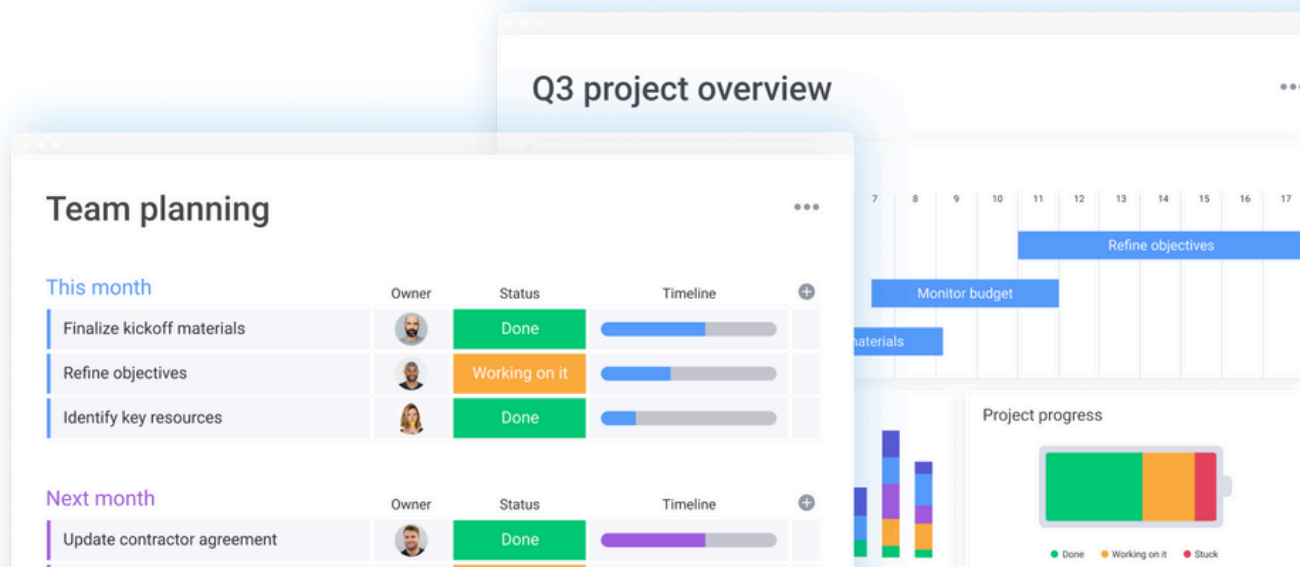 Q3 project overview
7 8 9 10 11 12 13 14 15 16 17
Refine objectives
Monitor budget
materials
Project progress
Done Working on it Stuck
Team planning
This month Owner Status Timeline
Finalize kickoff materials Done
Refine objectives Working on it
Identify key resources Done
Next month Owner Status Timeline
Update contractor agreement Done